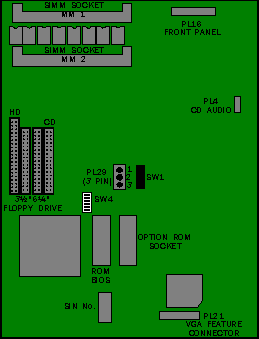 SIMM SOCKET
MM 1
PL18
FRONT PANEL
SIMM SOCKET
MM 2
PL4
CD AUDIO
HD
CD
PL29
(3 PIN)
1
2
3
SW1
3½" 5¼"
FLOPPY DRIVE
SW4
OPTION ROM
SOCKET
ROM
BIOS
SIN No.
PL21
VGA FEATURE
CONNECTOR